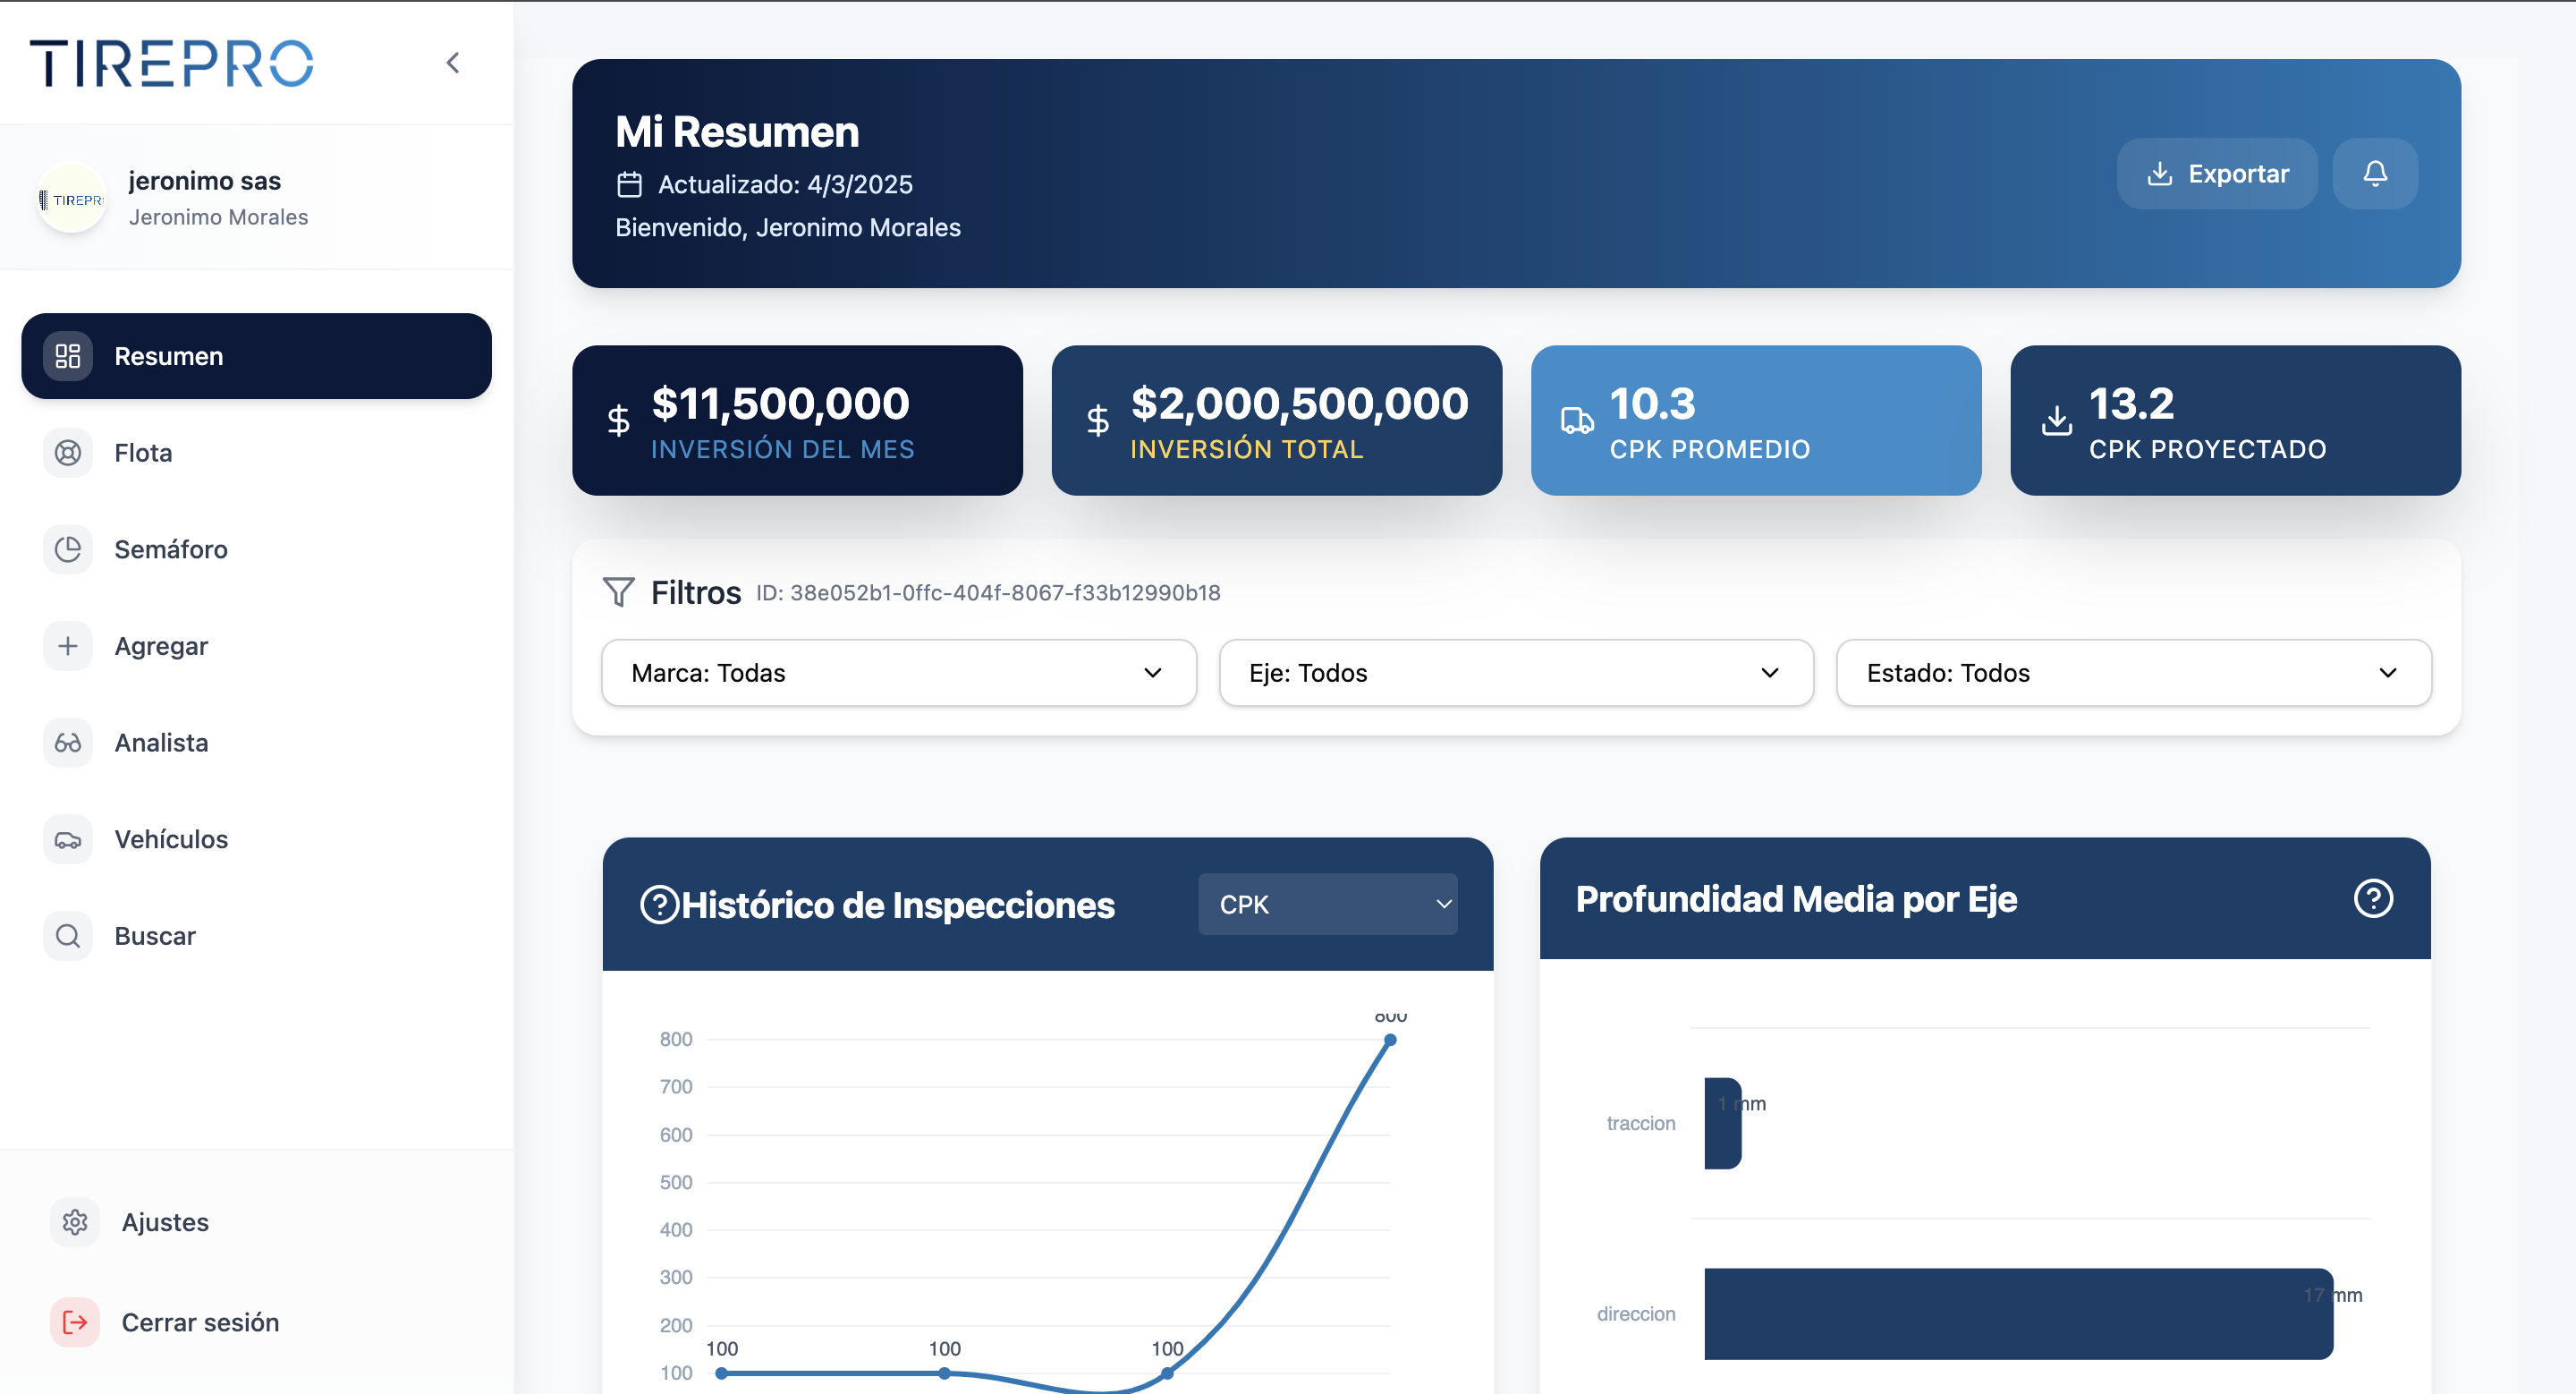 TIREPRO
TIREPR
jeronimo sas
Jeronimo Morales
Resumen
Flota
Semáforo
Agregar
Analista
Vehículos
Buscar
Ajustes
Cerrar sesión
Mi Resumen
Actualizado: 4/3/2025
Bienvenido, Jeronimo Morales
Exportar
$11,500,000
INVERSIÓN DEL MES
$2,000,500,000
INVERSIÓN TOTAL
10.3
CPK PROMEDIO
13.2
CPK PROYECTADO
Filtros ID: 38e052b1-0ffc-404f-8067-f33b12990b18
Marca: Todas
Eje: Todos
Estado: Todos
Histórico de Inspecciones
CPK
800
800
700
600
500
400
300
200
100 100 100
100
Profundidad Media por Eje
1 mm
traccion
17 mm
direccion